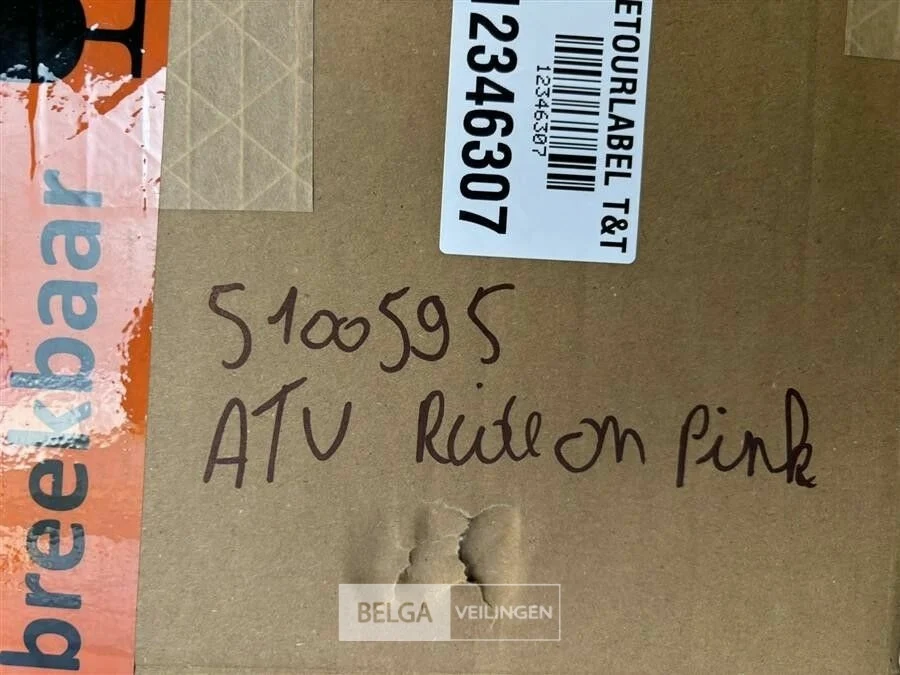 breekbaar
ETOURLABEL T&T
12346307
12346307
5100595
ATV Ride on Pink
BELGA VEILINGEN